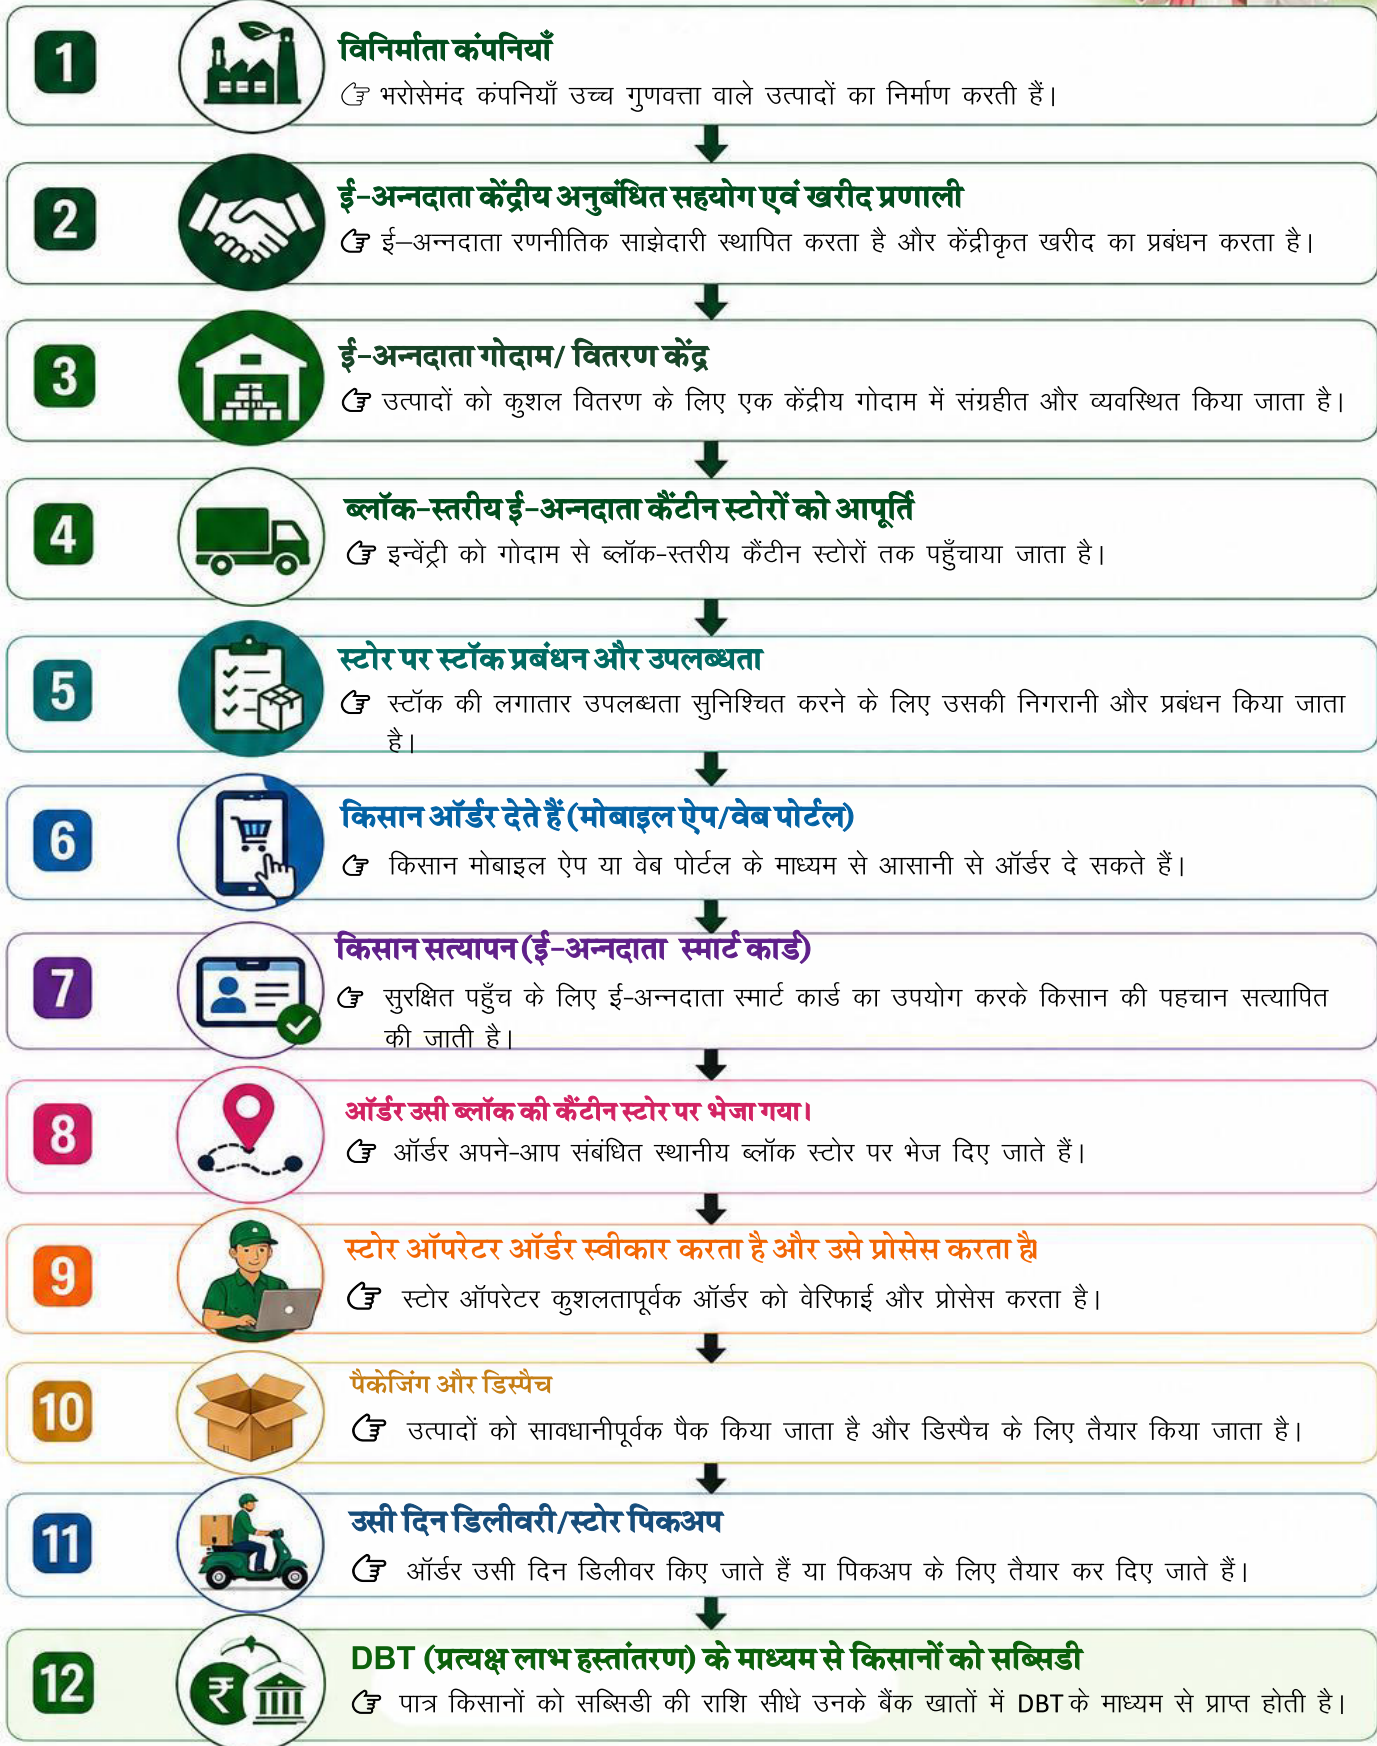 1
विनिर्माता कंपनियाँ
भरोसेमंद कंपनियाँ उच्च गुणवत्ता वाले उत्पादों का निर्माण करती हैं।
2
ई-अन्नदाता केंद्रीय अनुबंधित सहयोग एवं खरीद प्रणाली
ई–अन्नदाता रणनीतिक साझेदारी स्थापित करता है और केंद्रीकृत खरीद का प्रबंधन करता है।
3
ई-अन्नदाता गोदाम/ वितरण केंद्र
उत्पादों को कुशल वितरण के लिए एक केंद्रीय गोदाम में संग्रहीत और व्यवस्थित किया जाता है।
4
ब्लॉक-स्तरीय ई-अन्नदाता कैंटीन स्टोरों को आपूर्ति
इन्वेंट्री को गोदाम से ब्लॉक-स्तरीय कैंटीन स्टोरों तक पहुँचाया जाता है।
5
स्टोर पर स्टॉक प्रबंधन और उपलब्धता
स्टॉक की लगातार उपलब्धता सुनिश्चित करने के लिए उसकी निगरानी और प्रबंधन किया जाता
है।
6
किसान ऑर्डर देते हैं (मोबाइल ऐप/वेब पोर्टल)
किसान मोबाइल ऐप या वेब पोर्टल के माध्यम से आसानी से ऑर्डर दे सकते हैं।
7
किसान सत्यापन (ई-अन्नदाता स्मार्ट कार्ड)
सुरक्षित पहुँच के लिए ई-अन्नदाता स्मार्ट कार्ड का उपयोग करके किसान की पहचान सत्यापित
की जाती है।
8
ऑर्डर उसी ब्लॉक की कैंटीन स्टोर पर भेजा गया।
ऑर्डर अपने-आप संबंधित स्थानीय ब्लॉक स्टोर पर भेज दिए जाते हैं।
9
स्टोर ऑपरेटर ऑर्डर स्वीकार करता है और उसे प्रोसेस करता है।
स्टोर ऑपरेटर कुशलतापूर्वक ऑर्डर को वेरिफाई और प्रोसेस करता है।
10
पैकेजिंग और डिस्पैच
उत्पादों को सावधानीपूर्वक पैक किया जाता है और डिस्पैच के लिए तैयार किया जाता है।
11
उसी दिन डिलीवरी/स्टोर पिकअप
ऑर्डर उसी दिन डिलीवर किए जाते हैं या पिकअप के लिए तैयार कर दिए जाते हैं।
12
DBT (प्रत्यक्ष लाभ हस्तांतरण) के माध्यम से किसानों को सब्सिडी
पात्र किसानों को सब्सिडी की राशि सीधे उनके बैंक खातों में DBT के माध्यम से प्राप्त होती है।